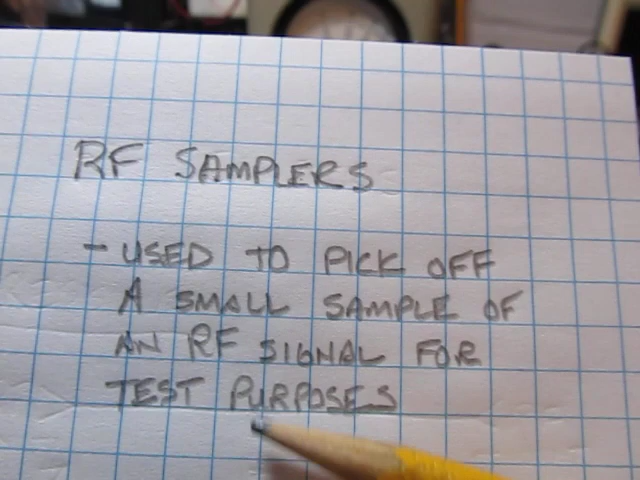 RF SAMPLERS
- USED TO PICK OFF
A SMALL SAMPLE OF
AN RF SIGNAL FOR
TEST PURPOSES